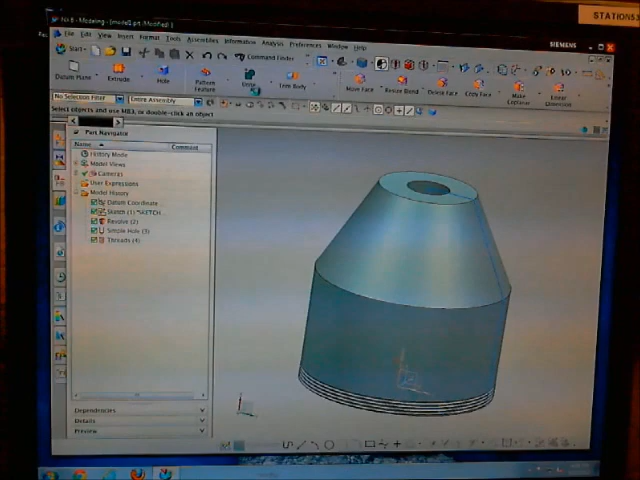 STATION53
NX 8 - Modeling - [model1.prt (Modified)]
File Edit View Insert Format Tools Assemblies Information Analysis Preferences Window Help
SIEMENS
Start
Command Finder
Datum Plane
Extrude
Hole
Pattern Feature
Unite
Trim Body
Move Face
Resize Blend
Delete Face
Copy Face
Make Coplanar
Linear Dimension
No Selection Filter
Entire Assembly
Select objects and use MB3, or double-click an object
Part Navigator
Name
Comment
History Mode
Model Views
Cameras
User Expressions
Model History
Datum Coordinate
Sketch (1) "SKETCH...
Revolve (2)
Simple Hole (3)
Threads (4)
Dependencies
Details
Preview